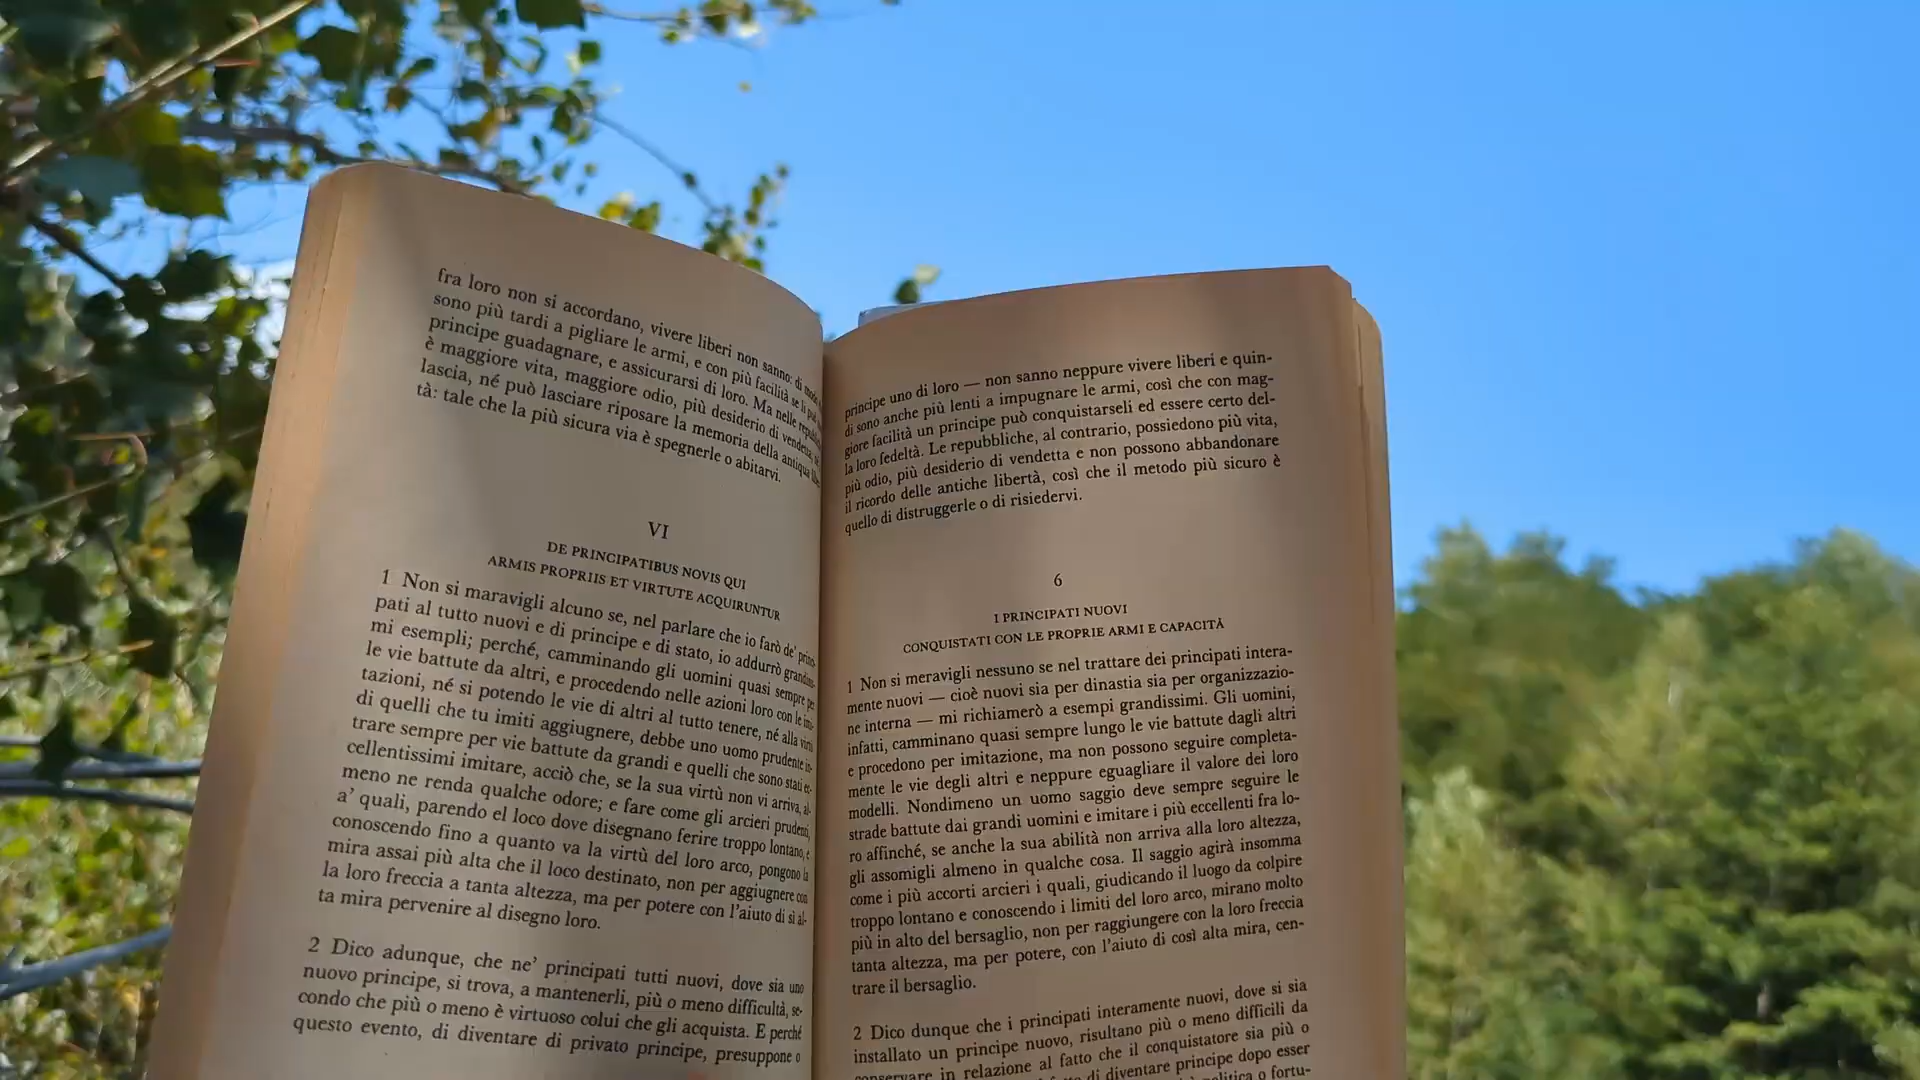 fra loro non si accordano, vivere liberi non sanno: di modo
sono più tardi a pigliare le armi, e con più facilità se li può
principe guadagnare, e assicurarsi di loro. Ma nelle
è maggiore vita, maggiore odio, più desiderio di vendetta, né
lascia, né può lasciare riposare la memoria della antiqua
tà: tale che la più sicura via è spegnerle o abitarvi.
VI
DE PRINCIPATIBUS NOVIS QUI
ARMIS PROPRIIS ET VIRTUTE ACQUIRUNTUR
1 Non si maravigli alcuno se, nel parlare che io farò de' princi-
pati al tutto nuovi e di principe e di stato, io addurrò grandis-
mi esempli; perché, camminando gli uomini quasi sempre per
le vie battute da altri, e procedendo nelle azioni loro con le imi-
tazioni, né si potendo le vie di altri al tutto tenere, né alla virtù
di quelli che tu imiti aggiugnere, debbe uno uomo prudente in-
trare sempre per vie battute da grandi e quelli che sono stati ec-
cellentissimi imitare, acciò che, se la sua virtù non vi arriva, al-
meno ne renda qualche odore; e fare come gli arcieri prudenti,
a' quali, parendo el loco dove disegnano ferire troppo lontano, e
conoscendo fino a quanto va la virtù del loro arco, pongono la
mira assai più alta che il loco destinato, non per aggiugnere con
la loro freccia a tanta altezza, ma per potere con l'aiuto di sì al-
ta mira pervenire al disegno loro.
2 Dico adunque, che ne' principati tutti nuovi, dove sia uno
nuovo principe, si trova, a mantenerli, più o meno difficultà, se-
condo che più o meno è virtuoso colui che gli acquista. E perché
questo evento, di diventare di privato principe, presuppone o
principe uno di loro — non sanno neppure vivere liberi e quin-
di sono anche più lenti a impugnare le armi, così che con mag-
giore facilità un principe può conquistarseli ed essere certo del-
la loro fedeltà. Le repubbliche, al contrario, possiedono più vita,
più odio, più desiderio di vendetta e non possono abbandonare
il ricordo delle antiche libertà, così che il metodo più sicuro è
quello di distruggerle o di risiedervi.
6
I PRINCIPATI NUOVI
CONQUISTATI CON LE PROPRIE ARMI E CAPACITÀ
1 Non si meravigli nessuno se nel trattare dei principati intera-
mente nuovi — cioè nuovi sia per dinastia sia per organizzazio-
ne interna — mi richiamerò a esempi grandissimi. Gli uomini,
infatti, camminano quasi sempre lungo le vie battute dagli altri
e procedono per imitazione, ma non possono seguire completa-
mente le vie degli altri e neppure eguagliare il valore dei loro
modelli. Nondimeno un uomo saggio deve sempre seguire le
strade battute dai grandi uomini e imitare i più eccellenti fra lo-
ro affinché, se anche la sua abilità non arriva alla loro altezza,
gli assomigli almeno in qualche cosa. Il saggio agirà insomma
come i più accorti arcieri i quali, giudicando il luogo da colpire
troppo lontano e conoscendo i limiti del loro arco, mirano molto
più in alto del bersaglio, non per raggiungere con la loro freccia
tanta altezza, ma per potere, con l'aiuto di così alta mira, cen-
trare il bersaglio.
2 Dico dunque che i principati interamente nuovi, dove si sia
installato un principe nuovo, risultano più o meno difficili da
conservare in relazione al fatto che il conquistatore sia più o
di diventare principe dopo esser
politica o fortu-